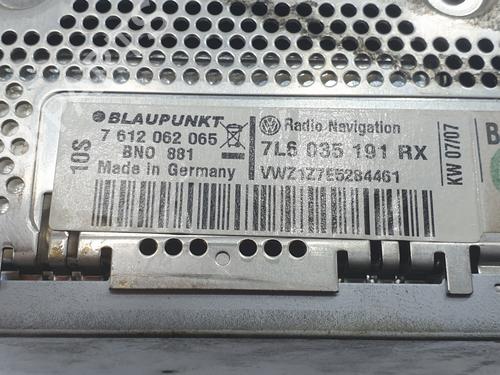 BLAUPUNKT
7 612 062 065
BNO 881
Made in Germany
10S
Radio Navigation
7L6 035 191 RX
VWZ1Z7E5284461
KW 07/07